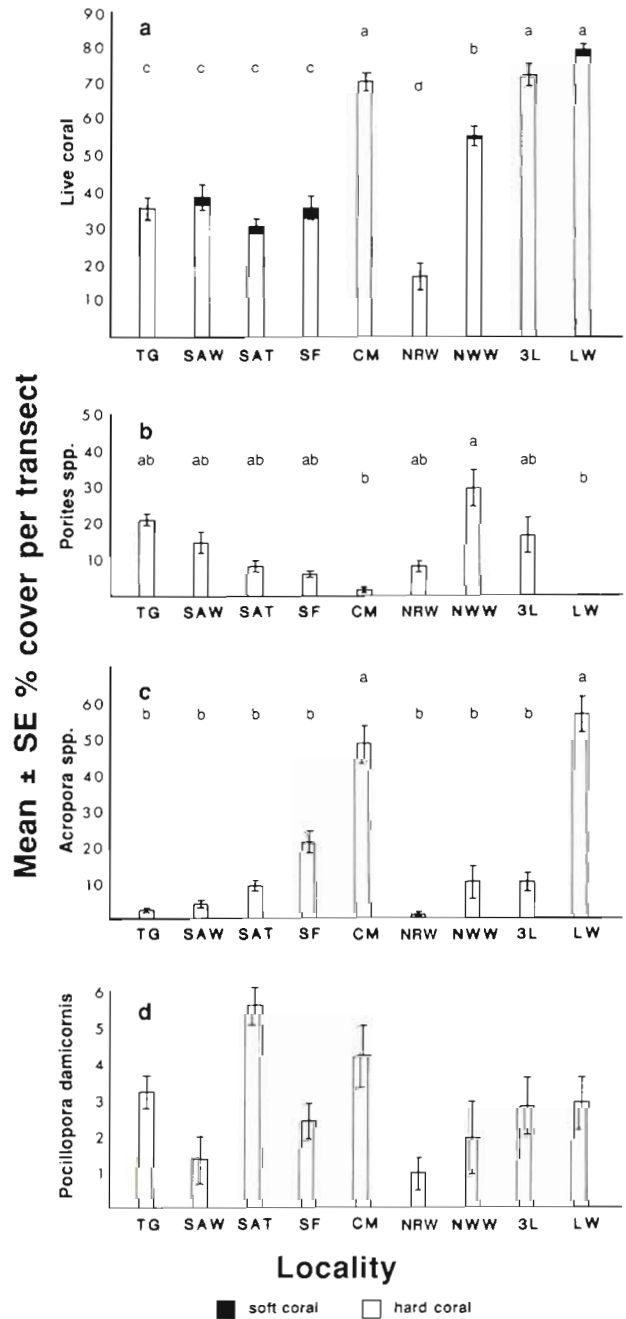 Mean ± SE % cover per transect
Live coral
90
80
70
60
50
40
30
20
10
a
c c c c a d b a a
TG SAW SAT SF CM NRW NWW 3L LW
Porites spp.
50
40
30
20
10
b
ab ab ab ab b ab a ab b
TG SAW SAT SF CM NRW NWW 3L LW
Acropora spp.
60
50
40
30
20
10
c
b b b b a b b b a
TG SAW SAT SF CM NRW NWW 3L LW
Pocillopora damicornis
6
5
4
3
2
1
d
TG SAW SAT SF CM NRW NWW 3L LW
Locality
soft coral hard coral